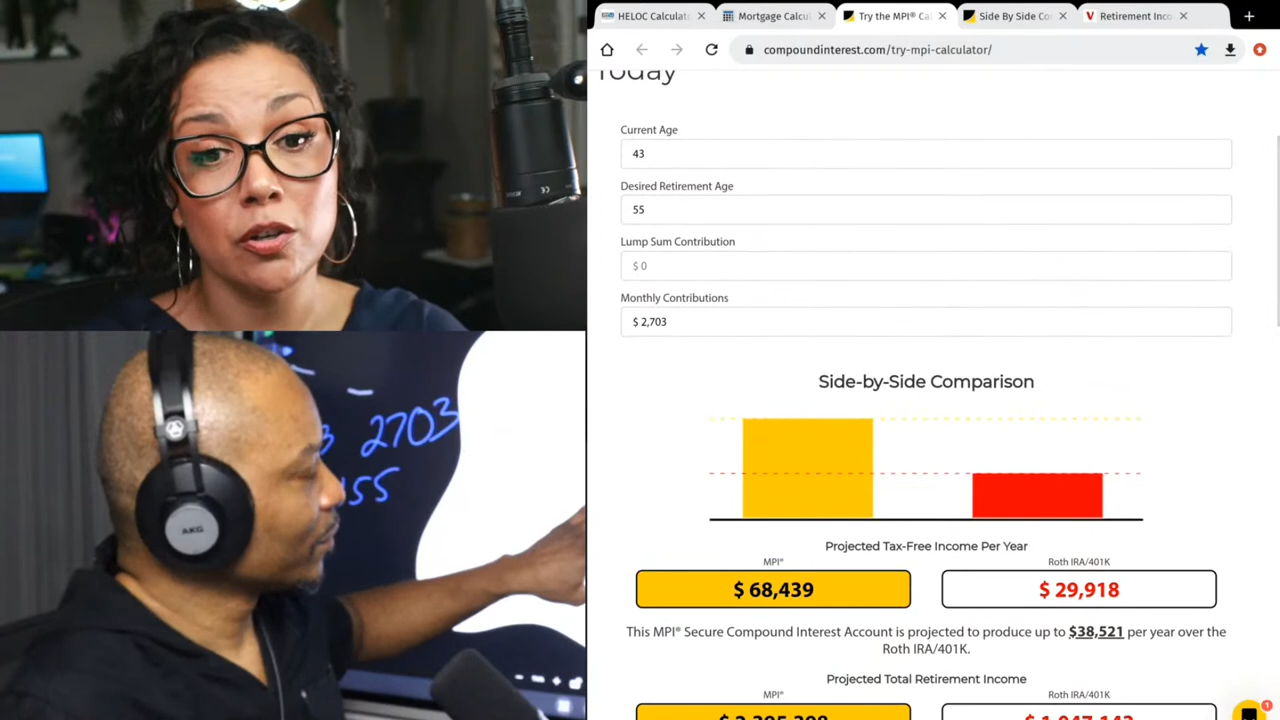 HELOC Calculat
Mortgage Calcu
Try the MPI® Ca
Side By Side Co
Retirement Inco
compoundinterest.com/try-mpi-calculator/
Today
Current Age
43
Desired Retirement Age
55
Lump Sum Contribution
$ 0
Monthly Contributions
$ 2,703
Side-by-Side Comparison
Projected Tax-Free Income Per Year
MPI®
Roth IRA/401K
$ 68,439
$ 29,918
This MPI® Secure Compound Interest Account is projected to produce up to $38,521 per year over the
Roth IRA/401K.
Projected Total Retirement Income
MPI®
Roth IRA/401K
2703
55
AKG
1